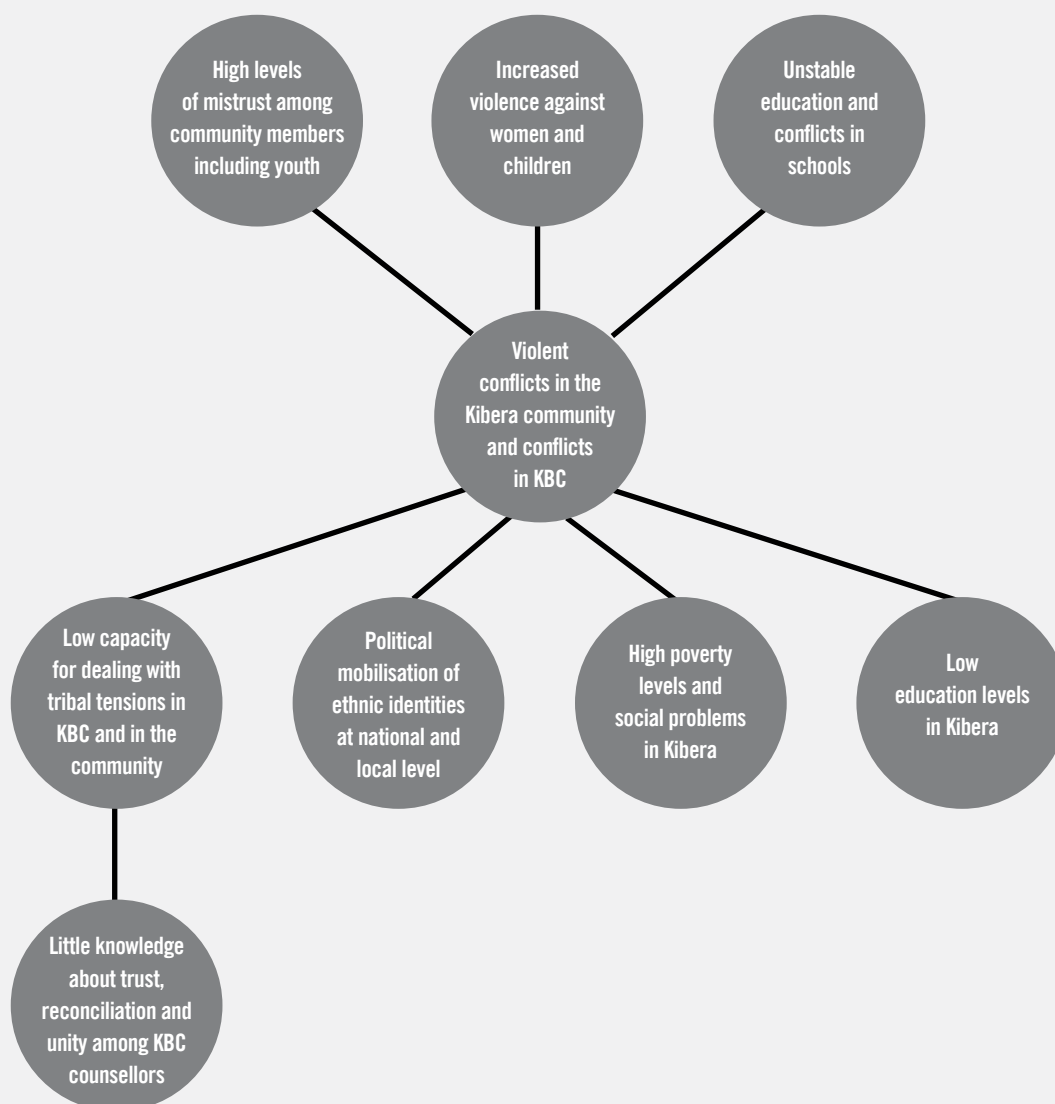 High levels
of mistrust among
community members
including youth
Increased
violence against
women and
children
Unstable
education and
conflicts in
schools
Violent
conflicts in the
Kibera community
and conflicts
in KBC
Low capacity
for dealing with
tribal tensions in
KBC and in the
community
Political
mobilisation of
ethnic identities
at national and
local level
High poverty
levels and
social problems
in Kibera
Low
education levels
in Kibera
Little knowledge
about trust,
reconciliation and
unity among KBC
counsellors